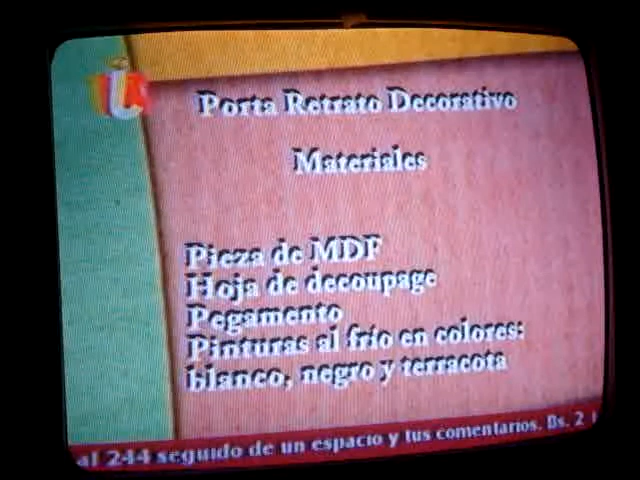 Porta Retrato Decorativo
Materiales
Pieza de MDF
Hoja de decoupage
Pegamento
Pinturas al frío en colores:
blanco, negro y terracota
al 244 seguido de un espacio y tus comentarios. Bs. 2